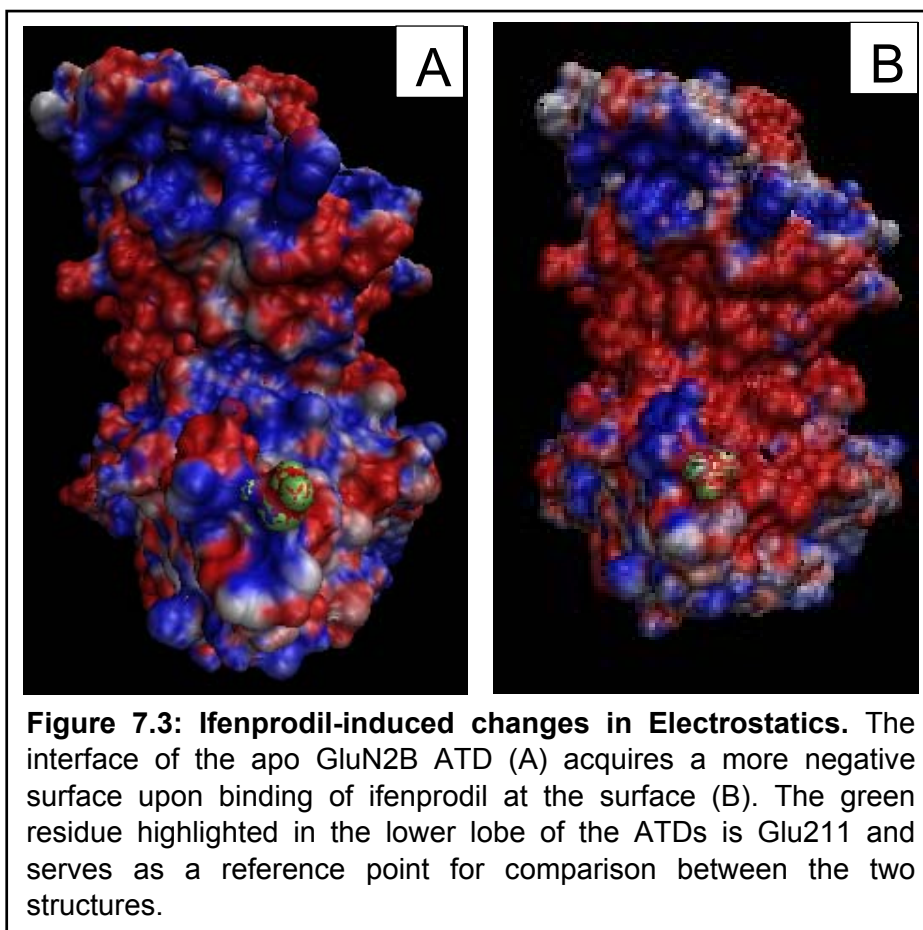 A
B
Figure 7.3: Ifenprodil-induced changes in Electrostatics. The
interface of the apo GluN2B ATD (A) acquires a more negative
surface upon binding of ifenprodil at the surface (B). The green
residue highlighted in the lower lobe of the ATDs is Glu211 and
serves as a reference point for comparison between the two
structures.